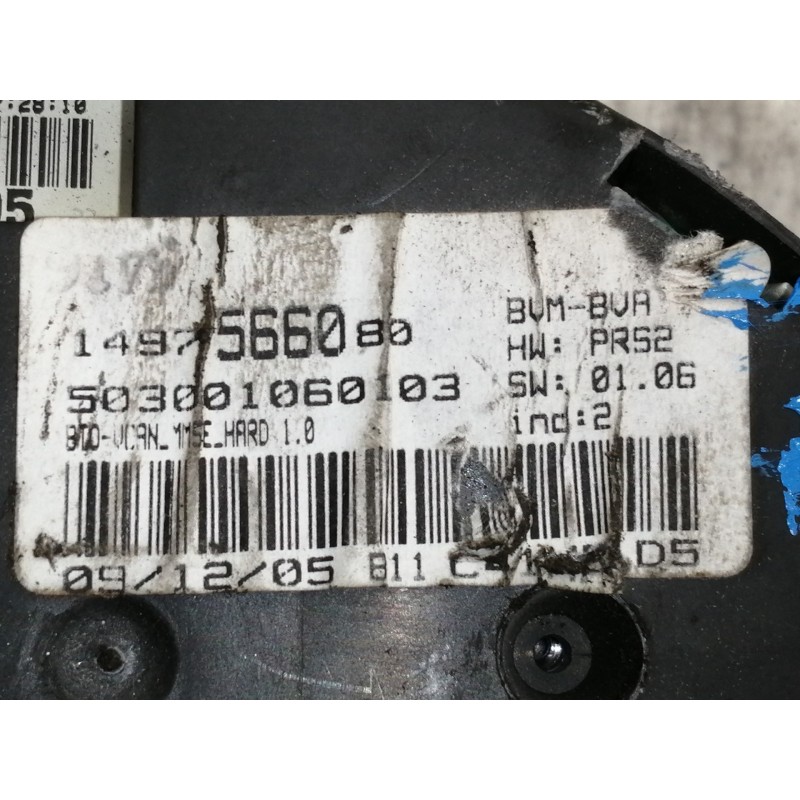 :28:10
05
1497566080
BVM-BVA
HW: PRS2
503001060103
SW: 01.06
BTO-VCAN_MMSE_HARD 1.0
ind:2
09/12/05 B11 D5